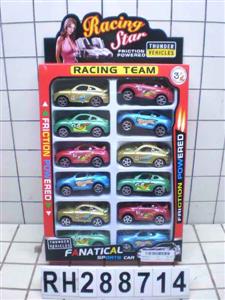 Racing
Star
FRICTION
POWERED
THUNDER
VEHICLES
RACING TEAM
3+
FRICTION POWERED
FRICTION POWERED
THUNDER
VEHICLES
FANATICAL
SPORTS CAR
RH288714